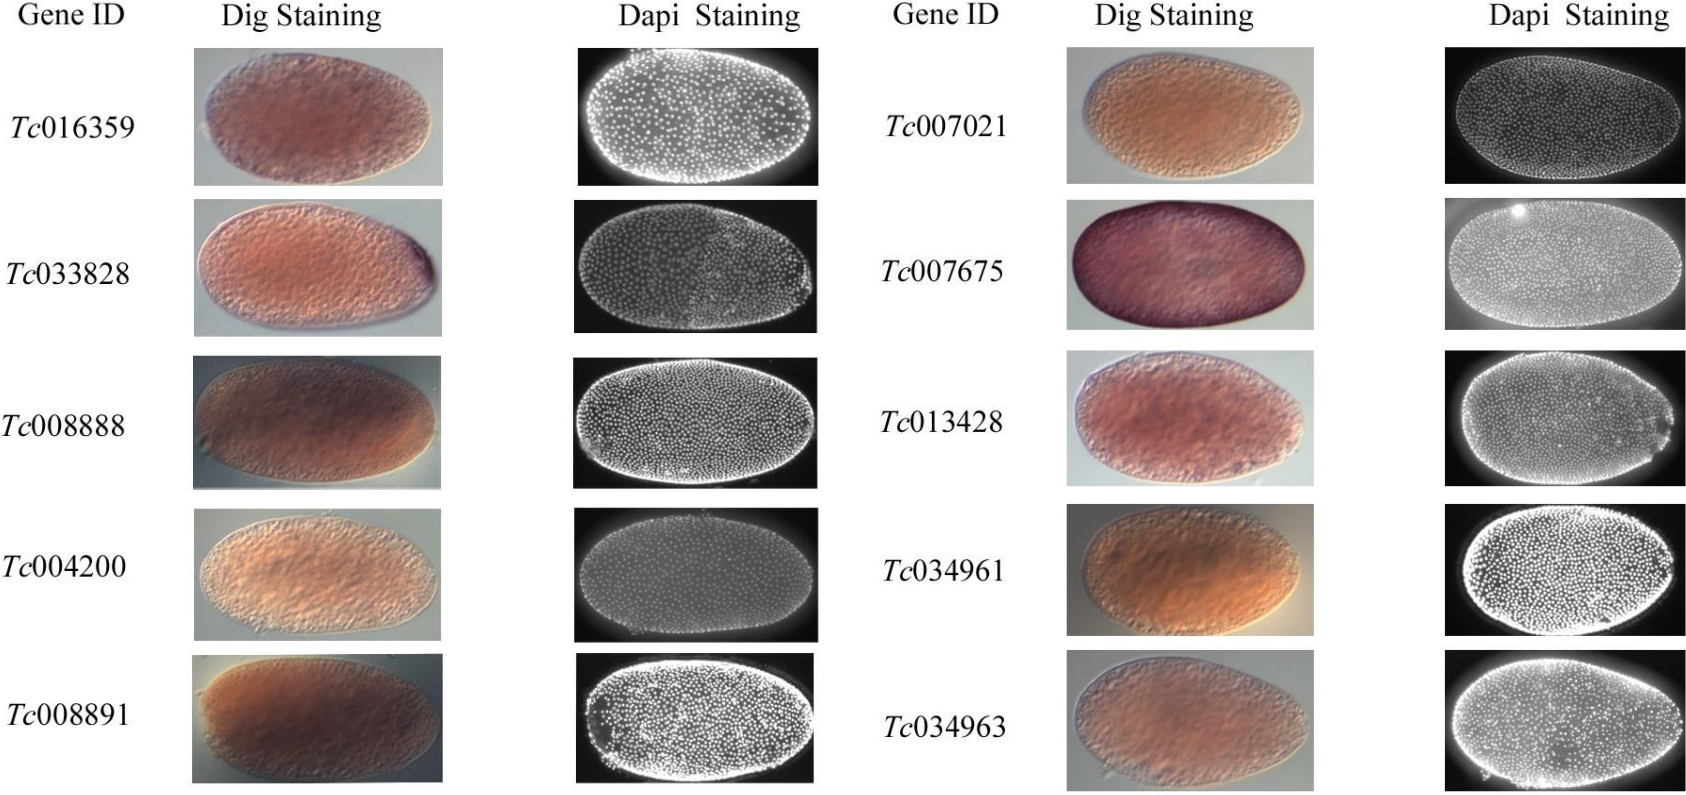 Gene ID Dig Staining Dapi Staining Gene ID Dig Staining Dapi Staining
Tc016359 Tc007021
Tc033828 Tc007675
Tc008888 Tc013428
Tc004200 Tc034961
Tc008891 Tc034963